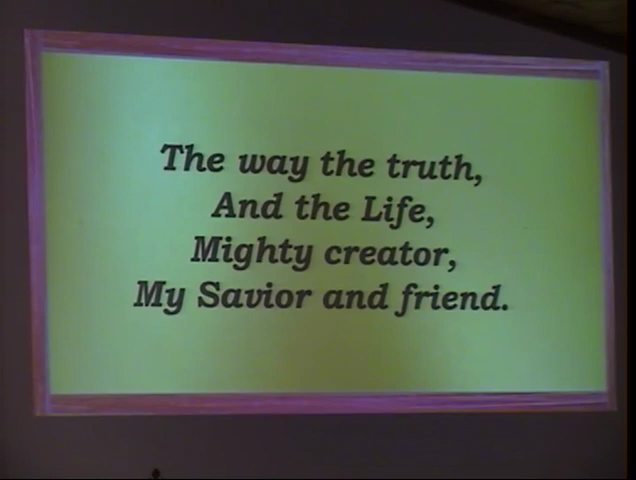 The way the truth,
And the Life,
Mighty creator,
My Savior and friend.